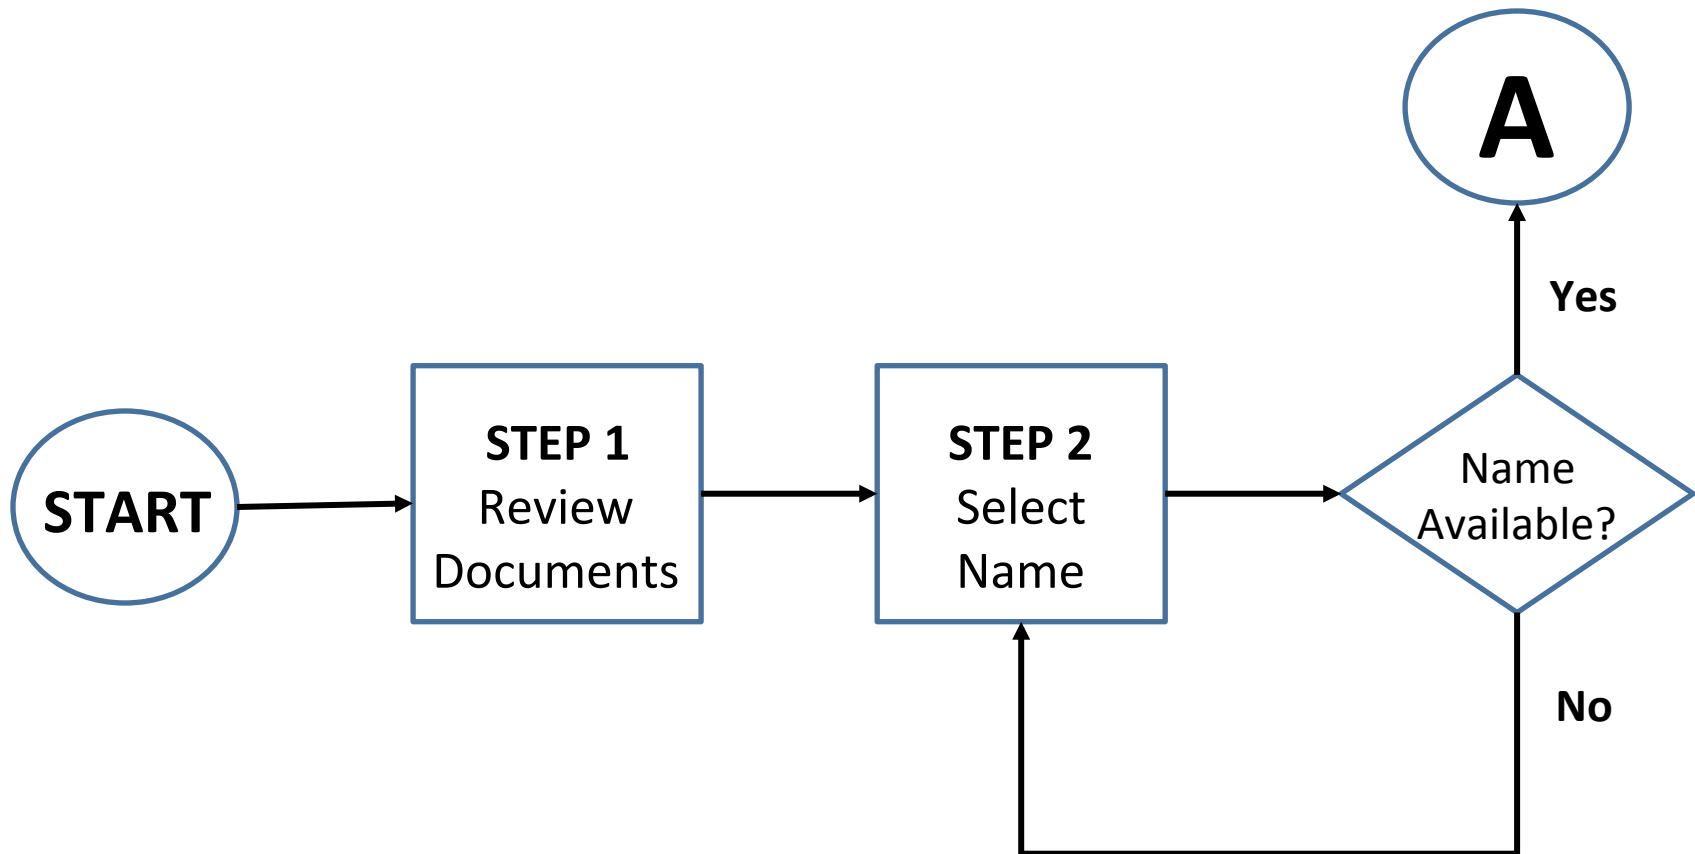 START
STEP 1
Review
Documents
STEP 2
Select
Name
Name
Available?
Yes
A
No